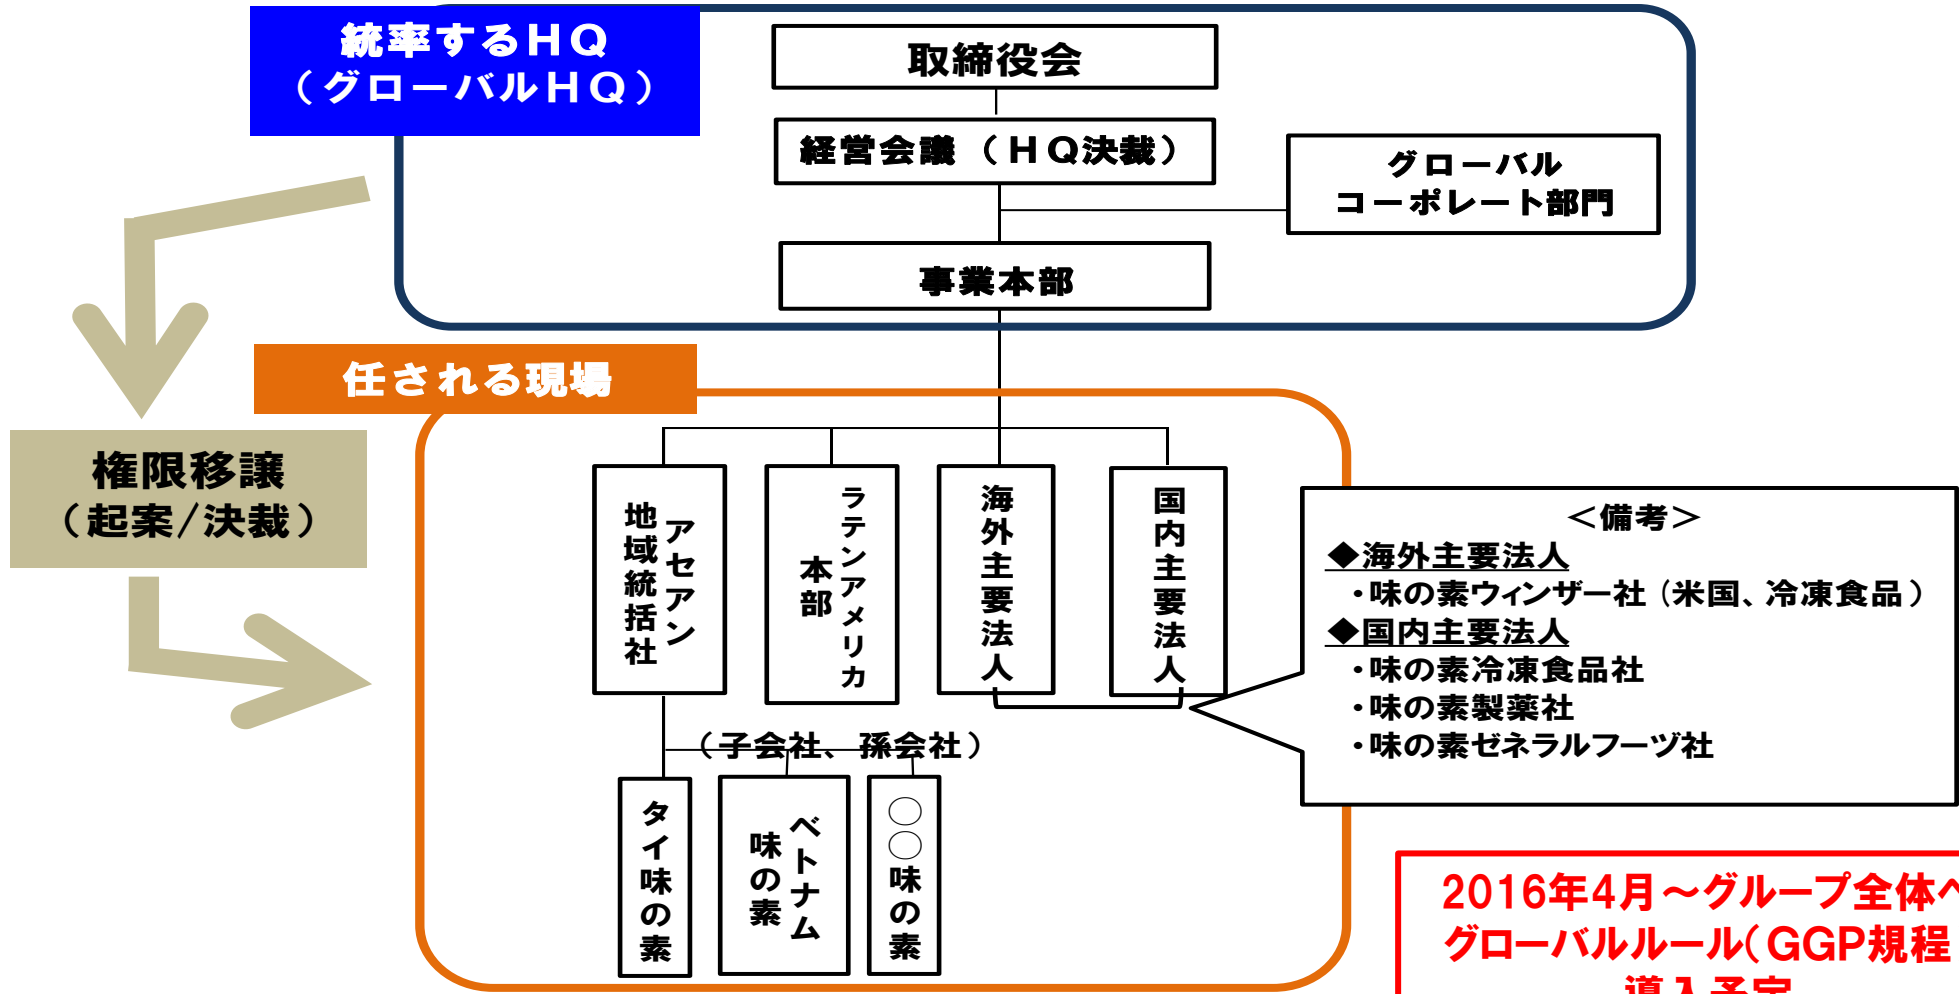 統率するHQ
（グローバルHQ）
取締役会
経営会議（HQ決裁）
グローバル
コーポレート部門
事業本部
任される現場
権限移譲
（起案/決裁）
アセアン
地域統括社
ラテンアメリカ
本部
海外主要法人
国内主要法人
＜備考＞
◆海外主要法人
・味の素ウィンザー社（米国、冷凍食品）
◆国内主要法人
・味の素冷凍食品社
・味の素製薬社
・味の素ゼネラルフーヅ社
（子会社、孫会社）
タイ味の素
ベトナム
味の素
○○味の素
2016年4月～グループ全体へ
グローバルルール(GGP規程
導入予定